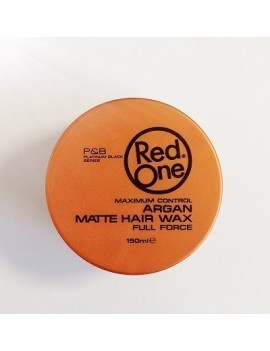 P&B
PLATINUM BLACK
SERIES
Red
One
MAXIMUM CONTROL
ARGAN
MATTE HAIR WAX
FULL FORCE
150ml e